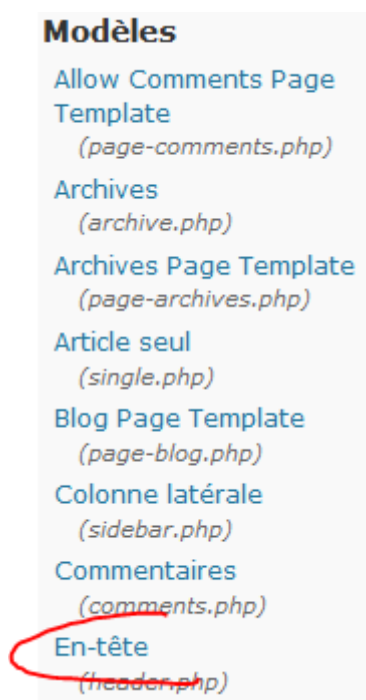 Modèles
Allow Comments Page
Template
(page-comments.php)
Archives
(archive.php)
Archives Page Template
(page-archives.php)
Article seul
(single.php)
Blog Page Template
(page-blog.php)
Colonne latérale
(sidebar.php)
Commentaires
(comments.php)
En-tête
(header.php)